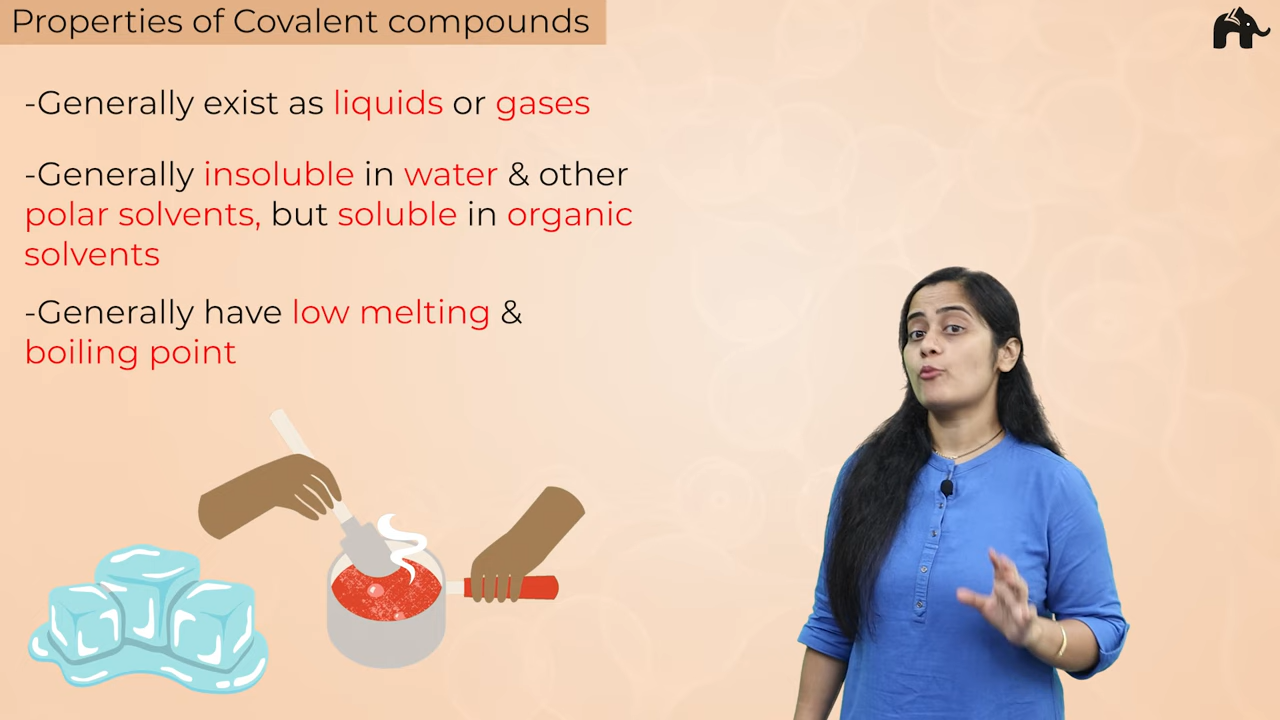 Properties of Covalent compounds
-Generally exist as liquids or gases
-Generally insoluble in water & other
polar solvents, but soluble in organic
solvents
-Generally have low melting &
boiling point